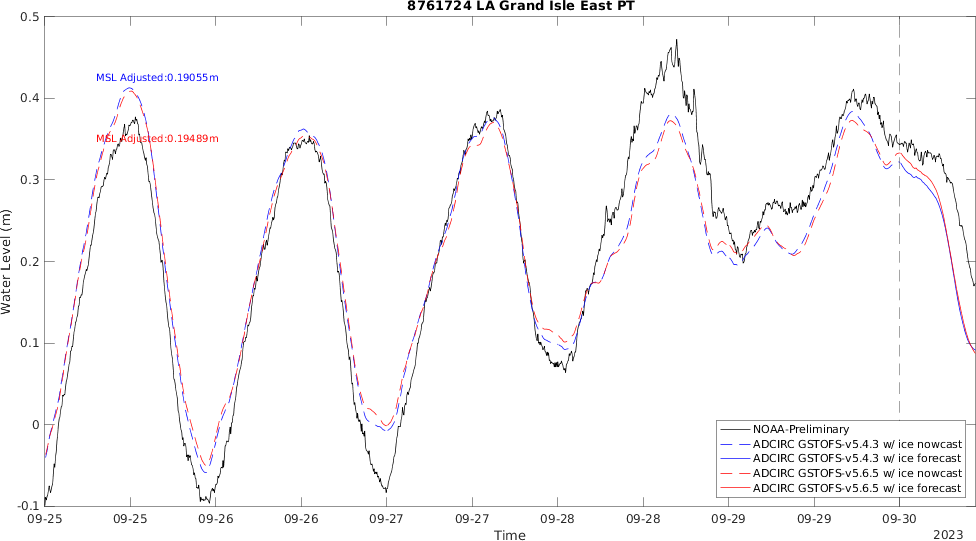 8761724 LA Grand Isle East PT
0.5
0.4
0.3
0.2
0.1
0
-0.1
Water Level (m)
MSL Adjusted:0.19055m
MSL Adjusted:0.19489m
NOAA-Preliminary
ADCIRC GSTOFS-v5.4.3 w/ ice nowcast
ADCIRC GSTOFS-v5.4.3 w/ ice forecast
ADCIRC GSTOFS-v5.6.5 w/ ice nowcast
ADCIRC GSTOFS-v5.6.5 w/ ice forecast
09-25 09-25 09-26 09-26 09-27 09-27 09-28 09-28 09-29 09-29 09-30
Time
2023